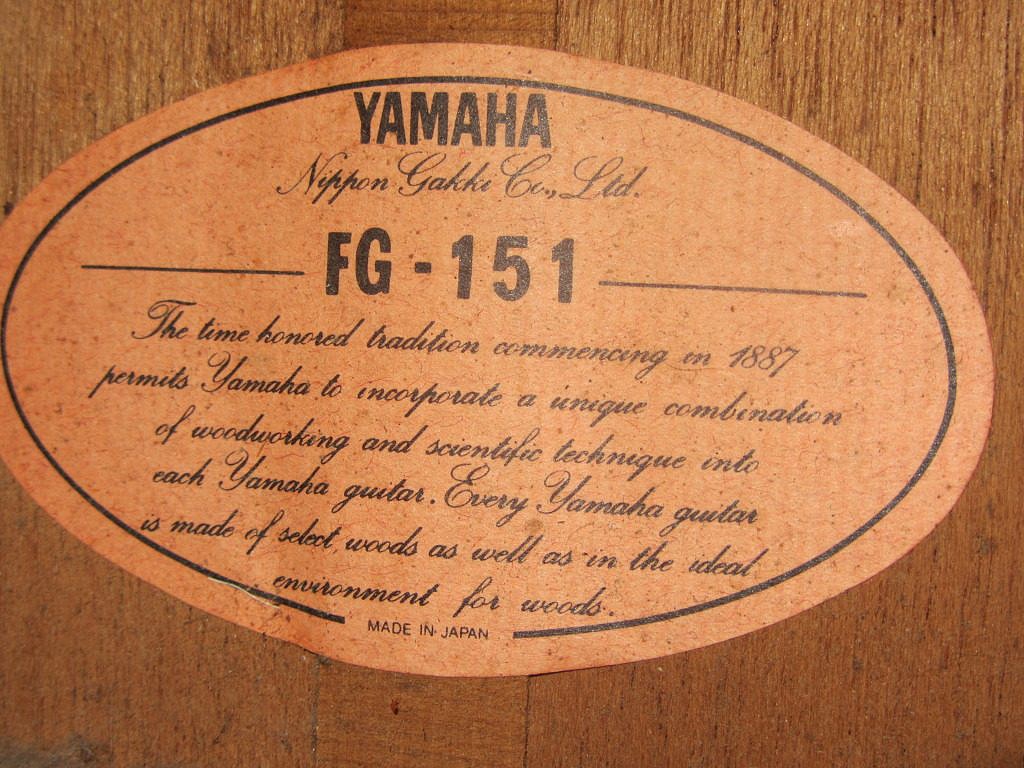 YAMAHA
Nippon Gakki Co., Ltd.
FG-151
The time honored tradition commencing in 1887
permits Yamaha to incorporate a unique combination
of woodworking and scientific technique into
each Yamaha guitar. Every Yamaha guitar
is made of select woods as well as in the ideal
environment for woods.
MADE IN JAPAN